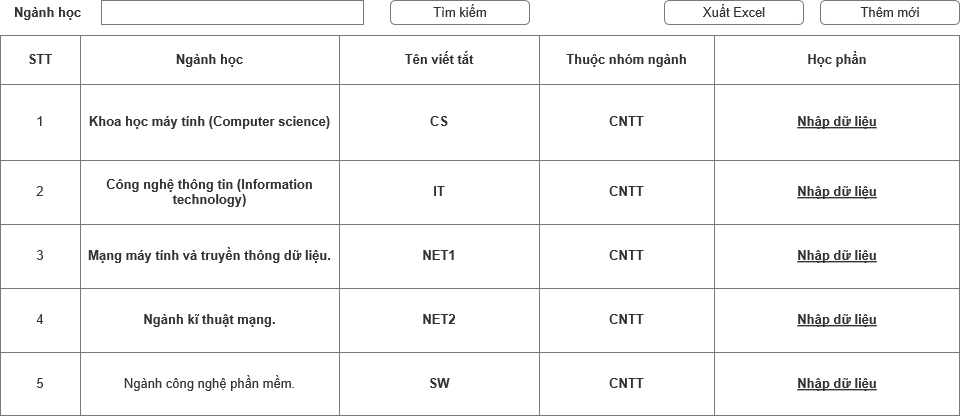 Ngành học Tìm kiếm Xuất Excel Thêm mới
STT Ngành học Tên viết tắt Thuộc nhóm ngành Học phần
1 Khoa học máy tính (Computer science) CS CNTT Nhập dữ liệu
2 Công nghệ thông tin (Information technology) IT CNTT Nhập dữ liệu
3 Mạng máy tính và truyền thông dữ liệu. NET1 CNTT Nhập dữ liệu
4 Ngành kĩ thuật mạng. NET2 CNTT Nhập dữ liệu
5 Ngành công nghệ phần mềm. SW CNTT Nhập dữ liệu